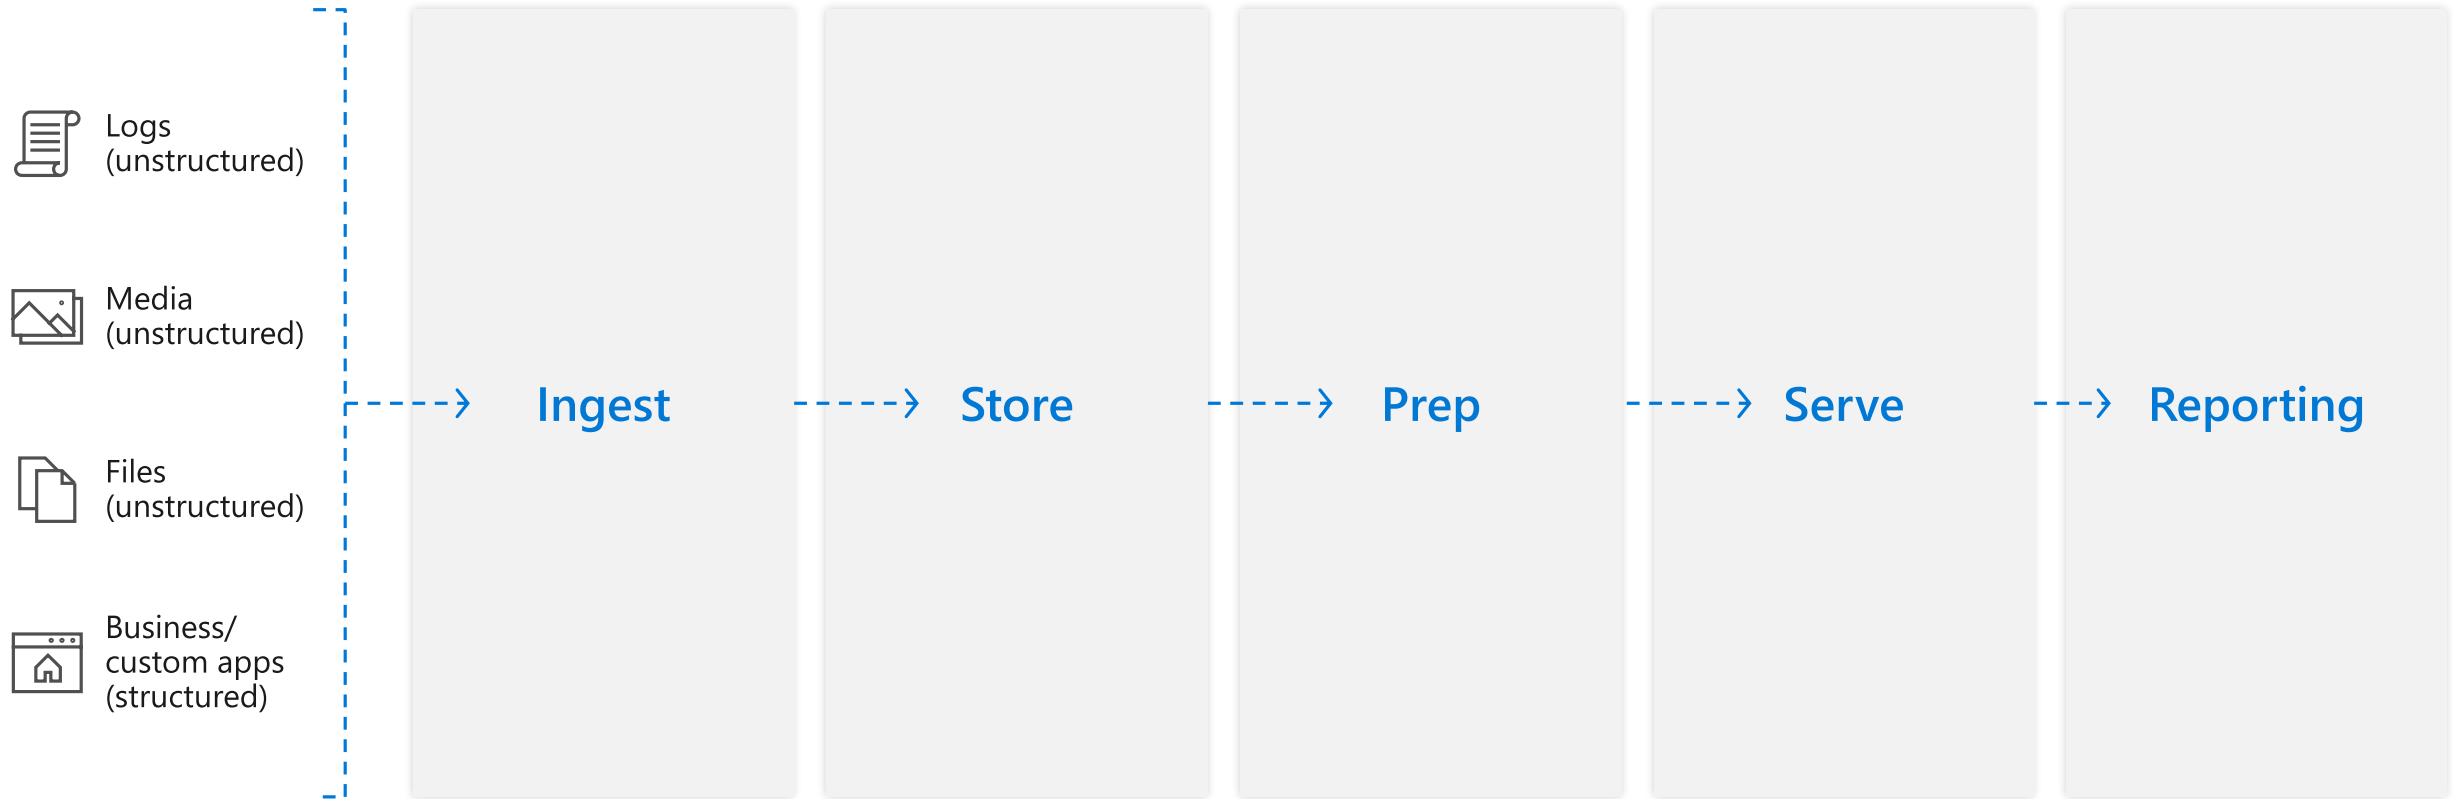 Logs
(unstructured)
Media
(unstructured)
Files
(unstructured)
Business/
custom apps
(structured)
Ingest
Store
Prep
Serve
Reporting